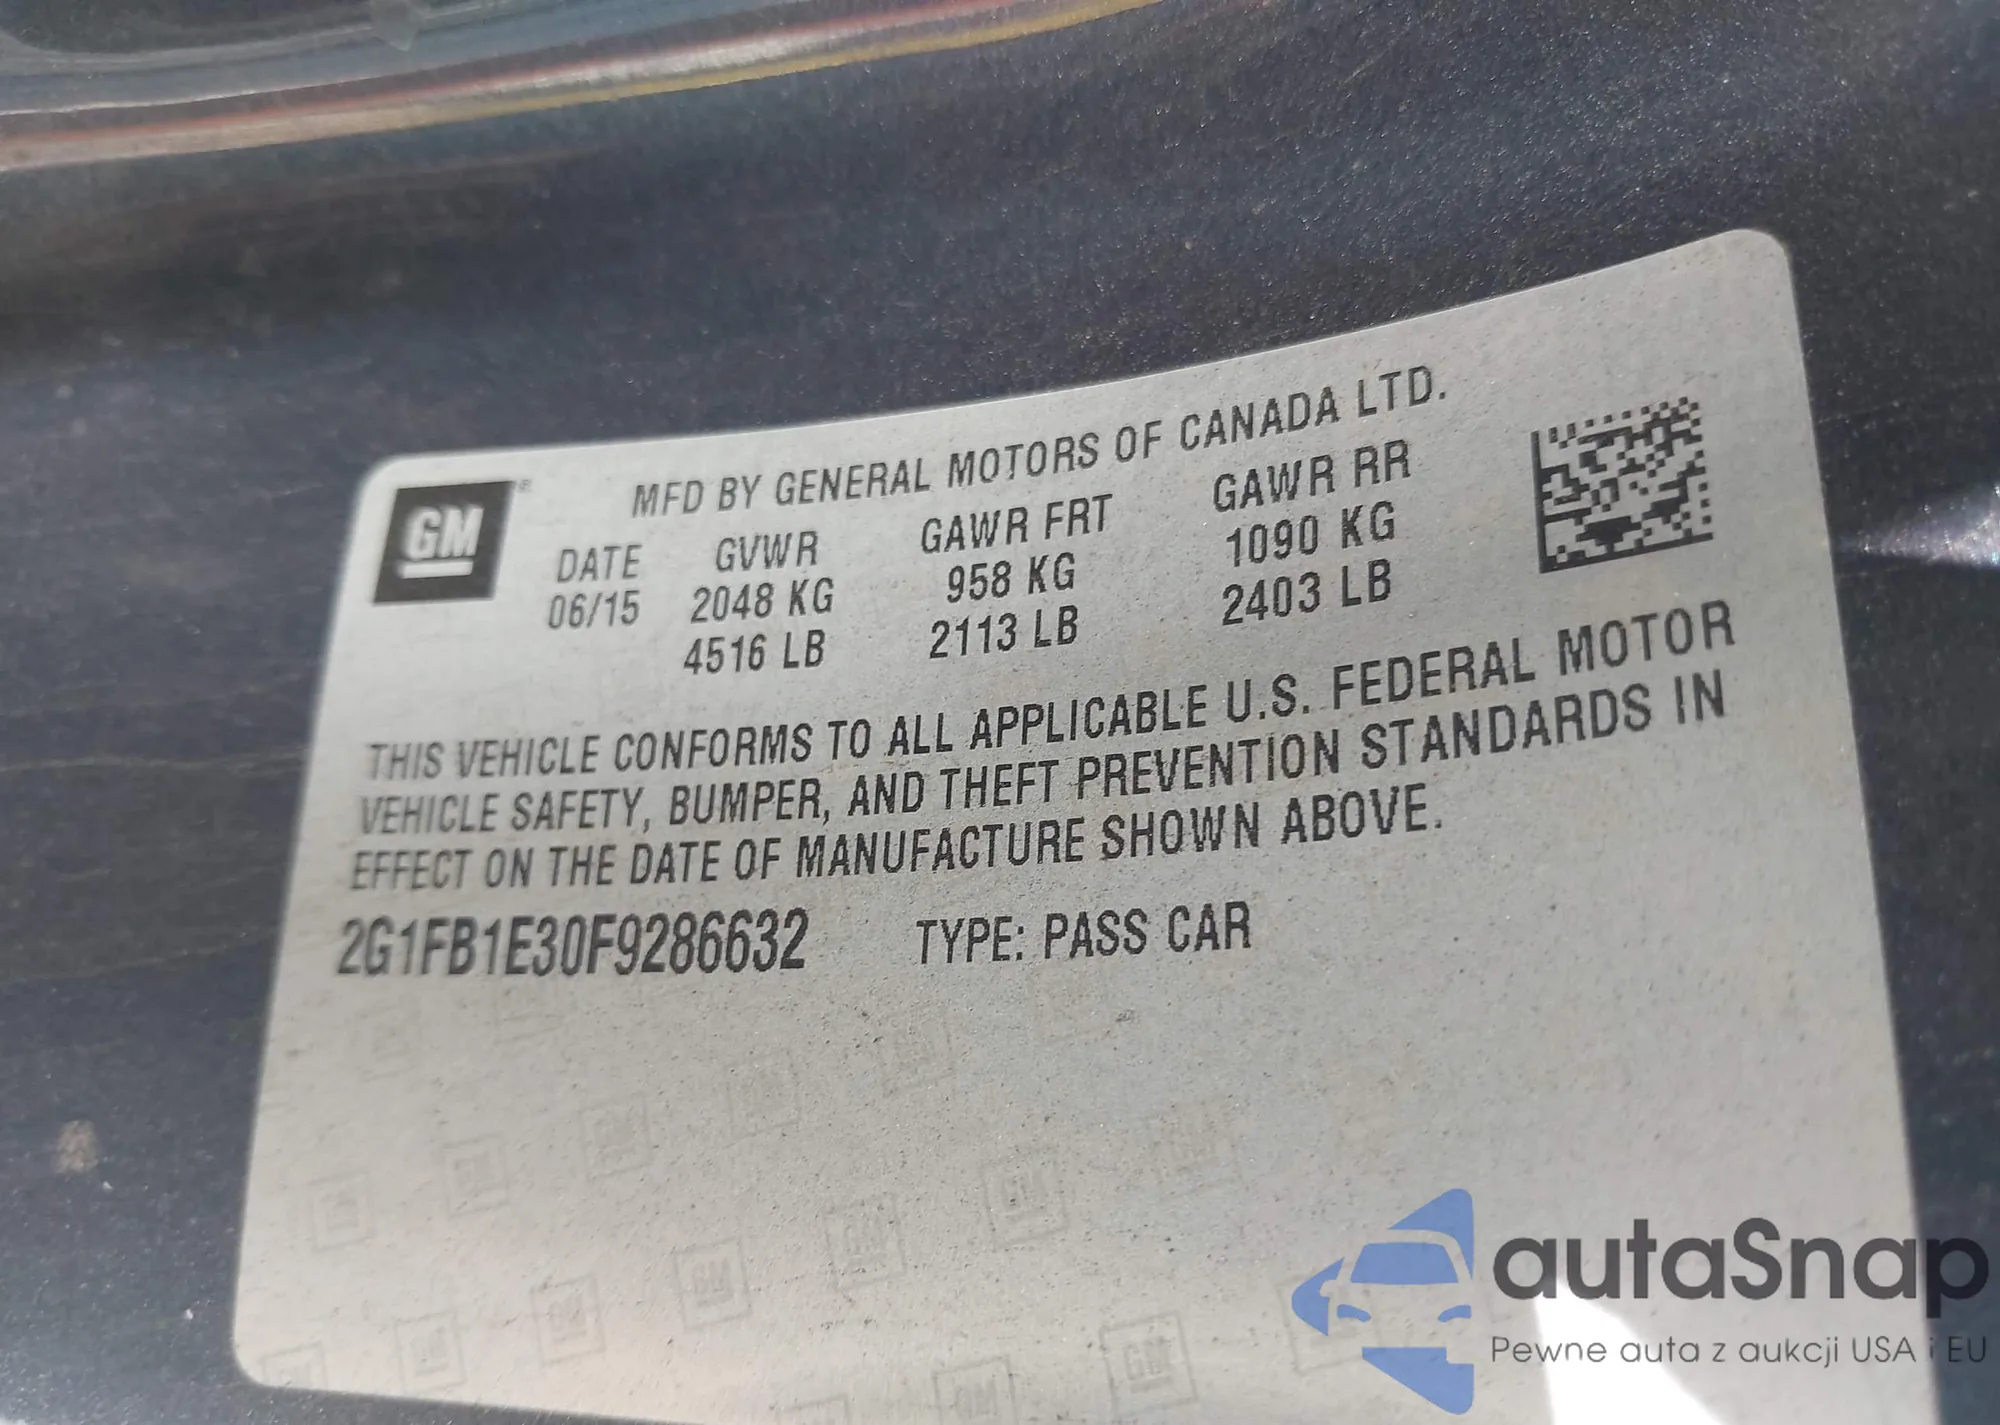 GM
MFD BY GENERAL MOTORS OF CANADA LTD.
DATE GVWR GAWR FRT GAWR RR
06/15 2048 KG 958 KG 1090 KG
4516 LB 2113 LB 2403 LB
THIS VEHICLE CONFORMS TO ALL APPLICABLE U.S. FEDERAL MOTOR
VEHICLE SAFETY, BUMPER, AND THEFT PREVENTION STANDARDS IN
EFFECT ON THE DATE OF MANUFACTURE SHOWN ABOVE.
2G1FB1E30F9286632 TYPE: PASS CAR
autaSnap
Pewne auta z aukcji USA i EU